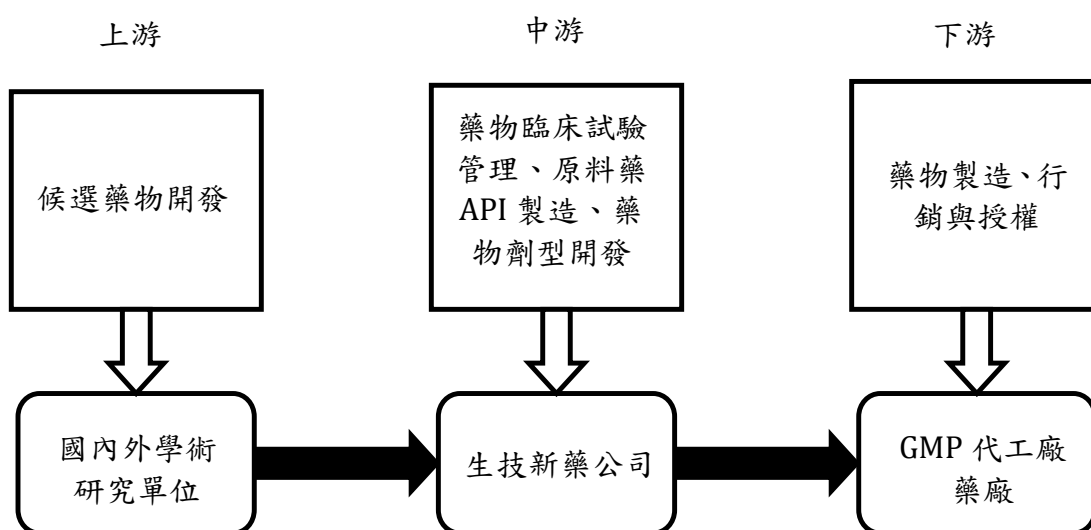 上游
中游
下游
候選藥物開發
藥物臨床試驗
管理、原料藥
API 製造、藥
物劑型開發
藥物製造、行
銷與授權
國內外學術
研究單位
生技新藥公司
GMP 代工廠
藥廠